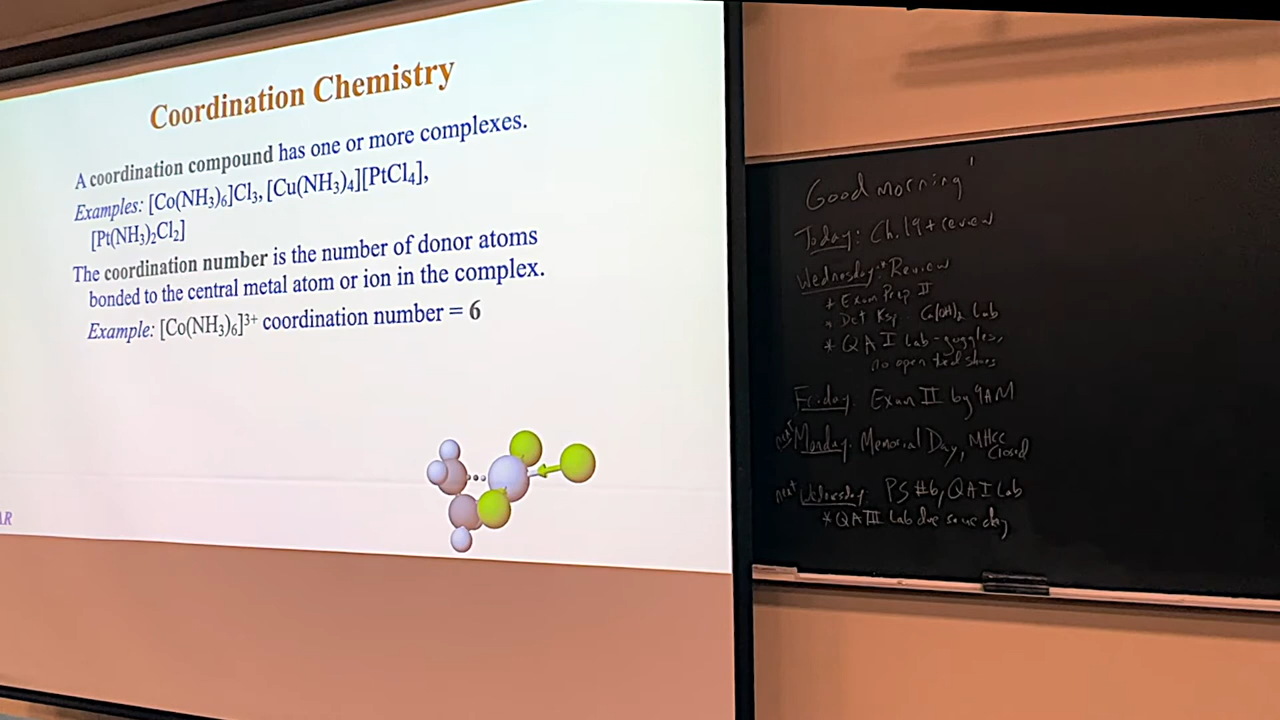 Coordination Chemistry
A coordination compound has one or more complexes.
Examples: [Co(NH₃)₆]Cl₃, [Cu(NH₃)₄][PtCl₄],
[Pt(NH₃)₂Cl₂]
The coordination number is the number of donor atoms
bonded to the central metal atom or ion in the complex.
Example: [Co(NH₃)₆]³⁺ coordination number = 6
AR
Good morning!
Today: Ch. 19 + review
Wednesday: * Review
* Exam Prep II
* Det Ksp Ca(OH)₂ Lab
* QA I Lab - goggles,
no open toed shoes
Friday: Exam II by 9AM
next Monday: Memorial Day, MHCC
Closed
next Wednesday: PS #6, QA I Lab
* QA III Lab due same day